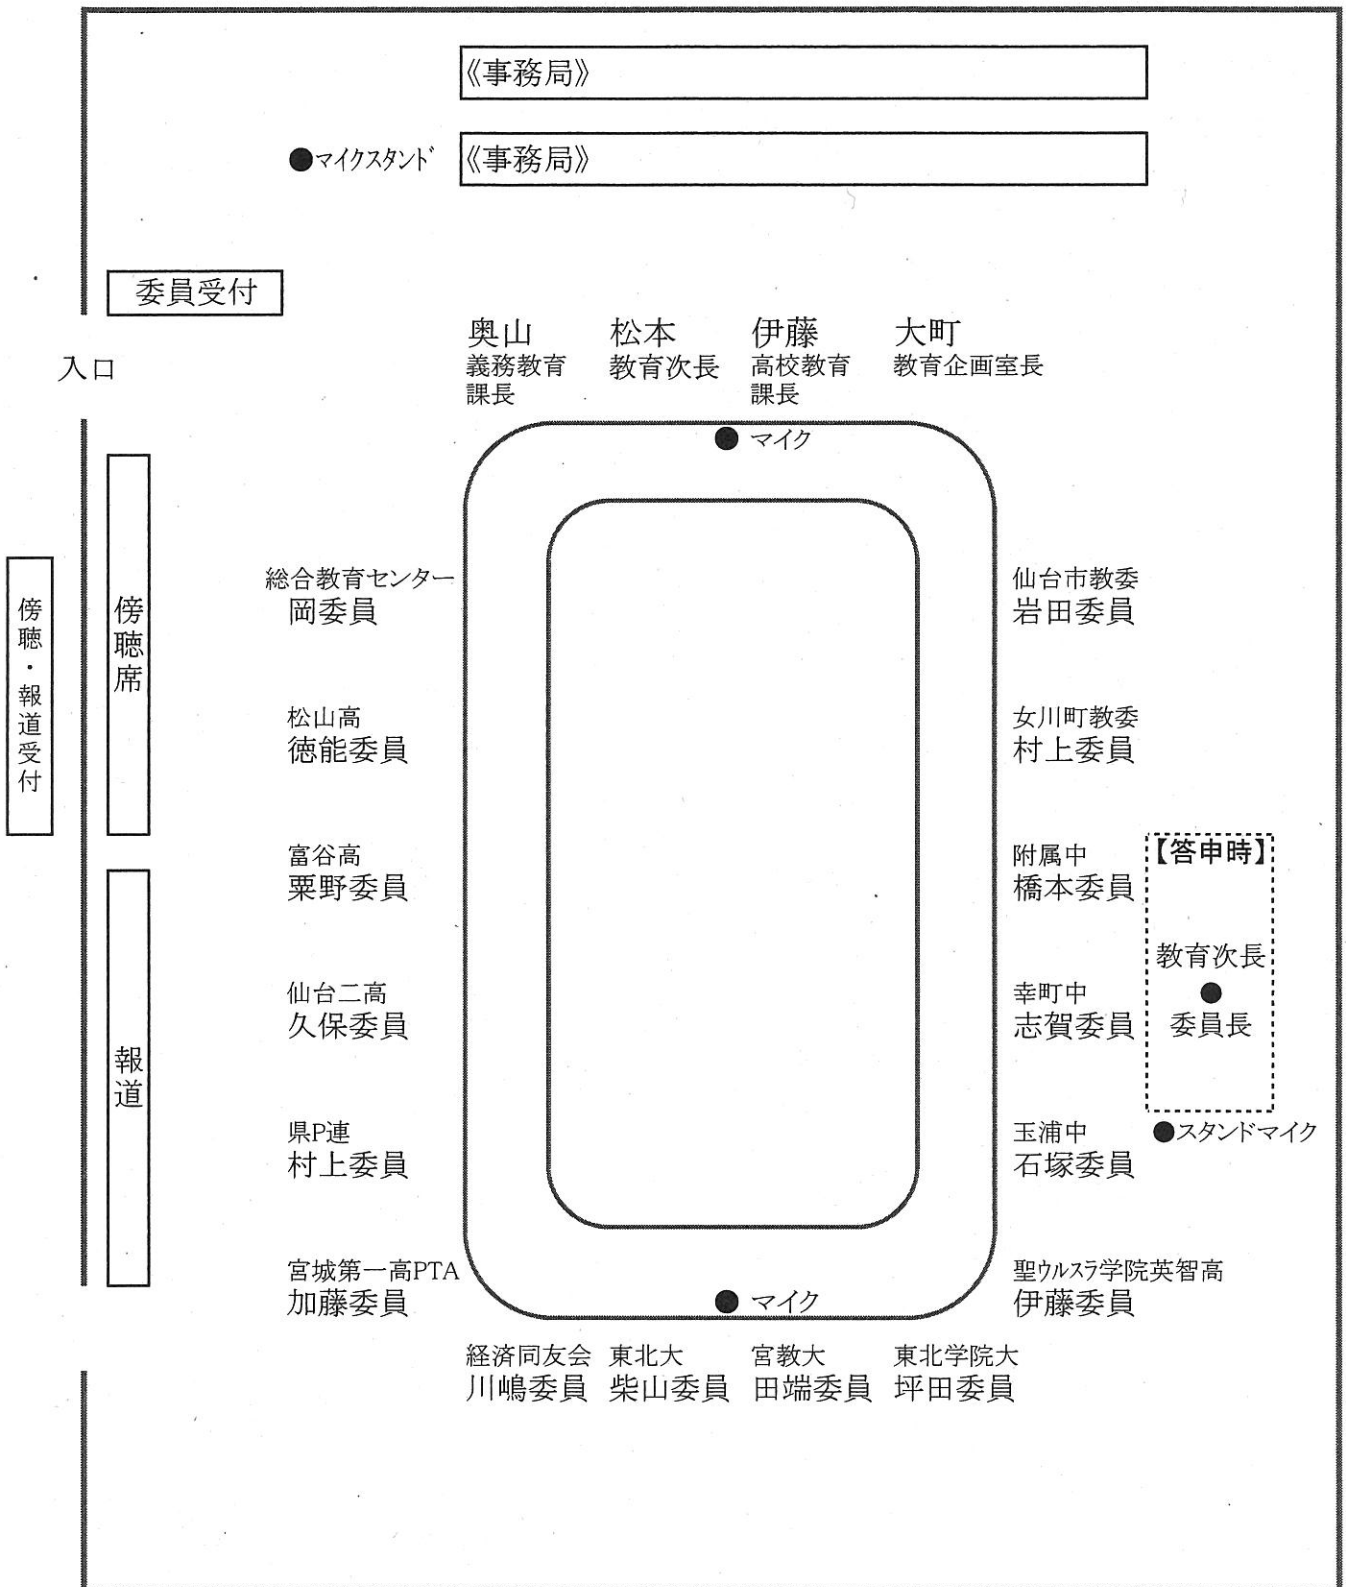 《事務局》
●マイクスタンド
《事務局》
委員受付
入口
奥山
義務教育
課長
松本
教育次長
伊藤
高校教育
課長
大町
教育企画室長
●マイク
傍聴・報道受付
傍聴席
報道
総合教育センター
岡委員
松山高
徳能委員
富谷高
粟野委員
仙台二高
久保委員
県P連
村上委員
宮城第一高PTA
加藤委員
仙台市教委
岩田委員
女川町教委
村上委員
附属中
橋本委員
幸町中
志賀委員
玉浦中
石塚委員
聖ウルスラ学院英智高
伊藤委員
【答申時】
教育次長
●
委員長
●スタンドマイク
●マイク
経済同友会
川嶋委員
東北大
柴山委員
宮教大
田端委員
東北学院大
坪田委員